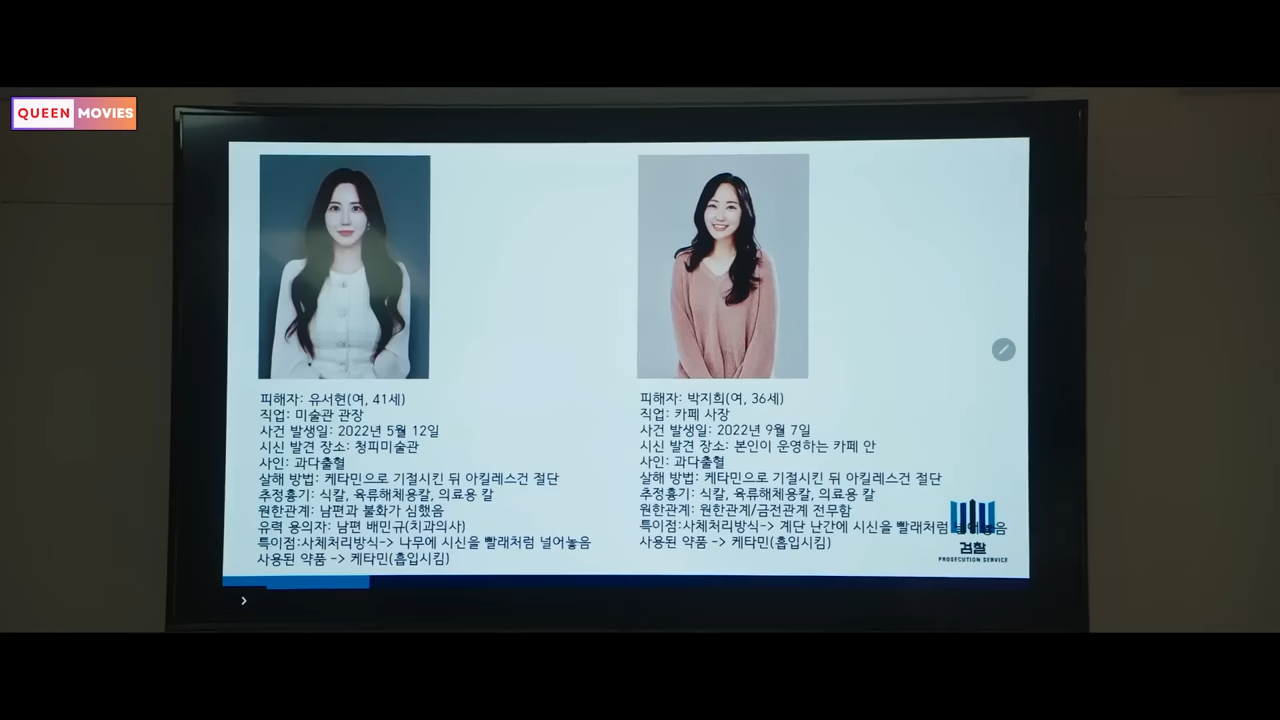 QUEEN MOVIES
피해자: 유서현(여, 41세)
직업: 미술관 관장
사건 발생일: 2022년 5월 12일
시신 발견 장소: 청피미술관
사인: 과다출혈
살해 방법: 케타민으로 기절시킨 뒤 아킬레스건 절단
추정흉기: 식칼, 육류해체용칼, 의료용 칼
원한관계: 남편과 불화가 심했음
유력 용의자: 남편 배민규(치과의사)
특이점:사체처리방식-> 나무에 시신을 빨래처럼 널어놓음
사용된 약품 -> 케타민(흡입시킴)
피해자: 박지희(여, 36세)
직업: 카페 사장
사건 발생일: 2022년 9월 7일
시신 발견 장소: 본인이 운영하는 카페 안
사인: 과다출혈
살해 방법: 케타민으로 기절시킨 뒤 아킬레스건 절단
추정흉기: 식칼, 육류해체용칼, 의료용 칼
원한관계: 원한관계/금전관계 전무함
특이점:사체처리방식-> 계단 난간에 시신을 빨래처럼 널어놓음
사용된 약품 -> 케타민(흡입시킴)
검찰
PROSECUTION SERVICE